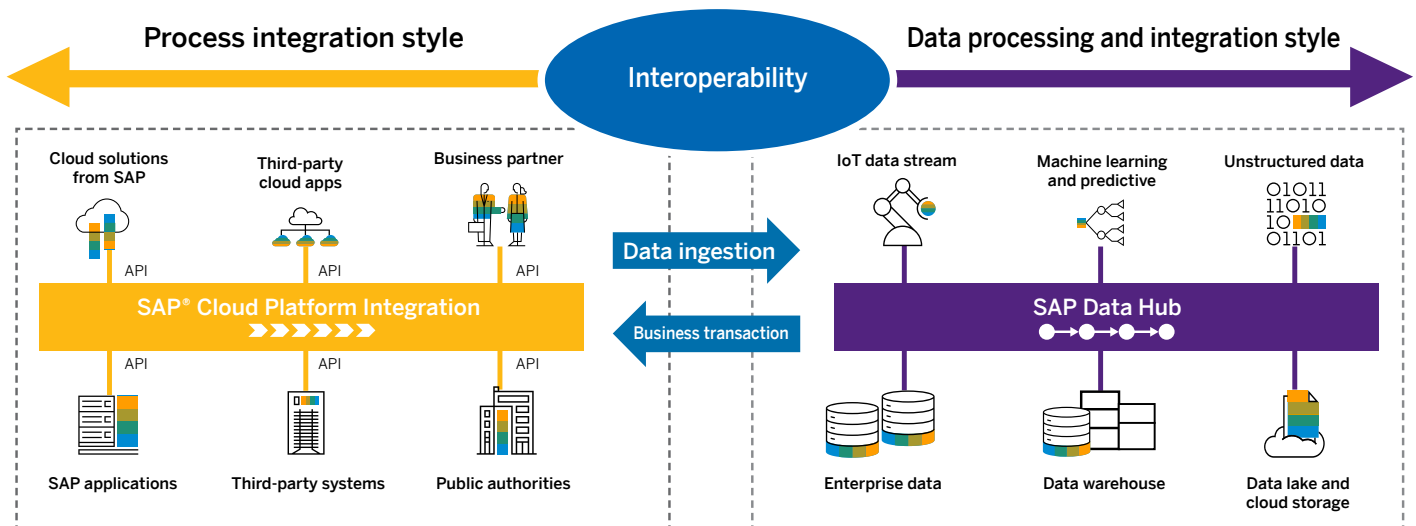 Process integration style
Interoperability
Data processing and integration style
Cloud solutions
from SAP
Third-party
cloud apps
Business partner
API
API
API
SAP® Cloud Platform Integration
API
API
API
SAP applications
Third-party systems
Public authorities
Data ingestion
Business transaction
IoT data stream
Machine learning
and predictive
Unstructured data
01011
11010
10
01101
SAP Data Hub
Enterprise data
Data warehouse
Data lake and
cloud storage